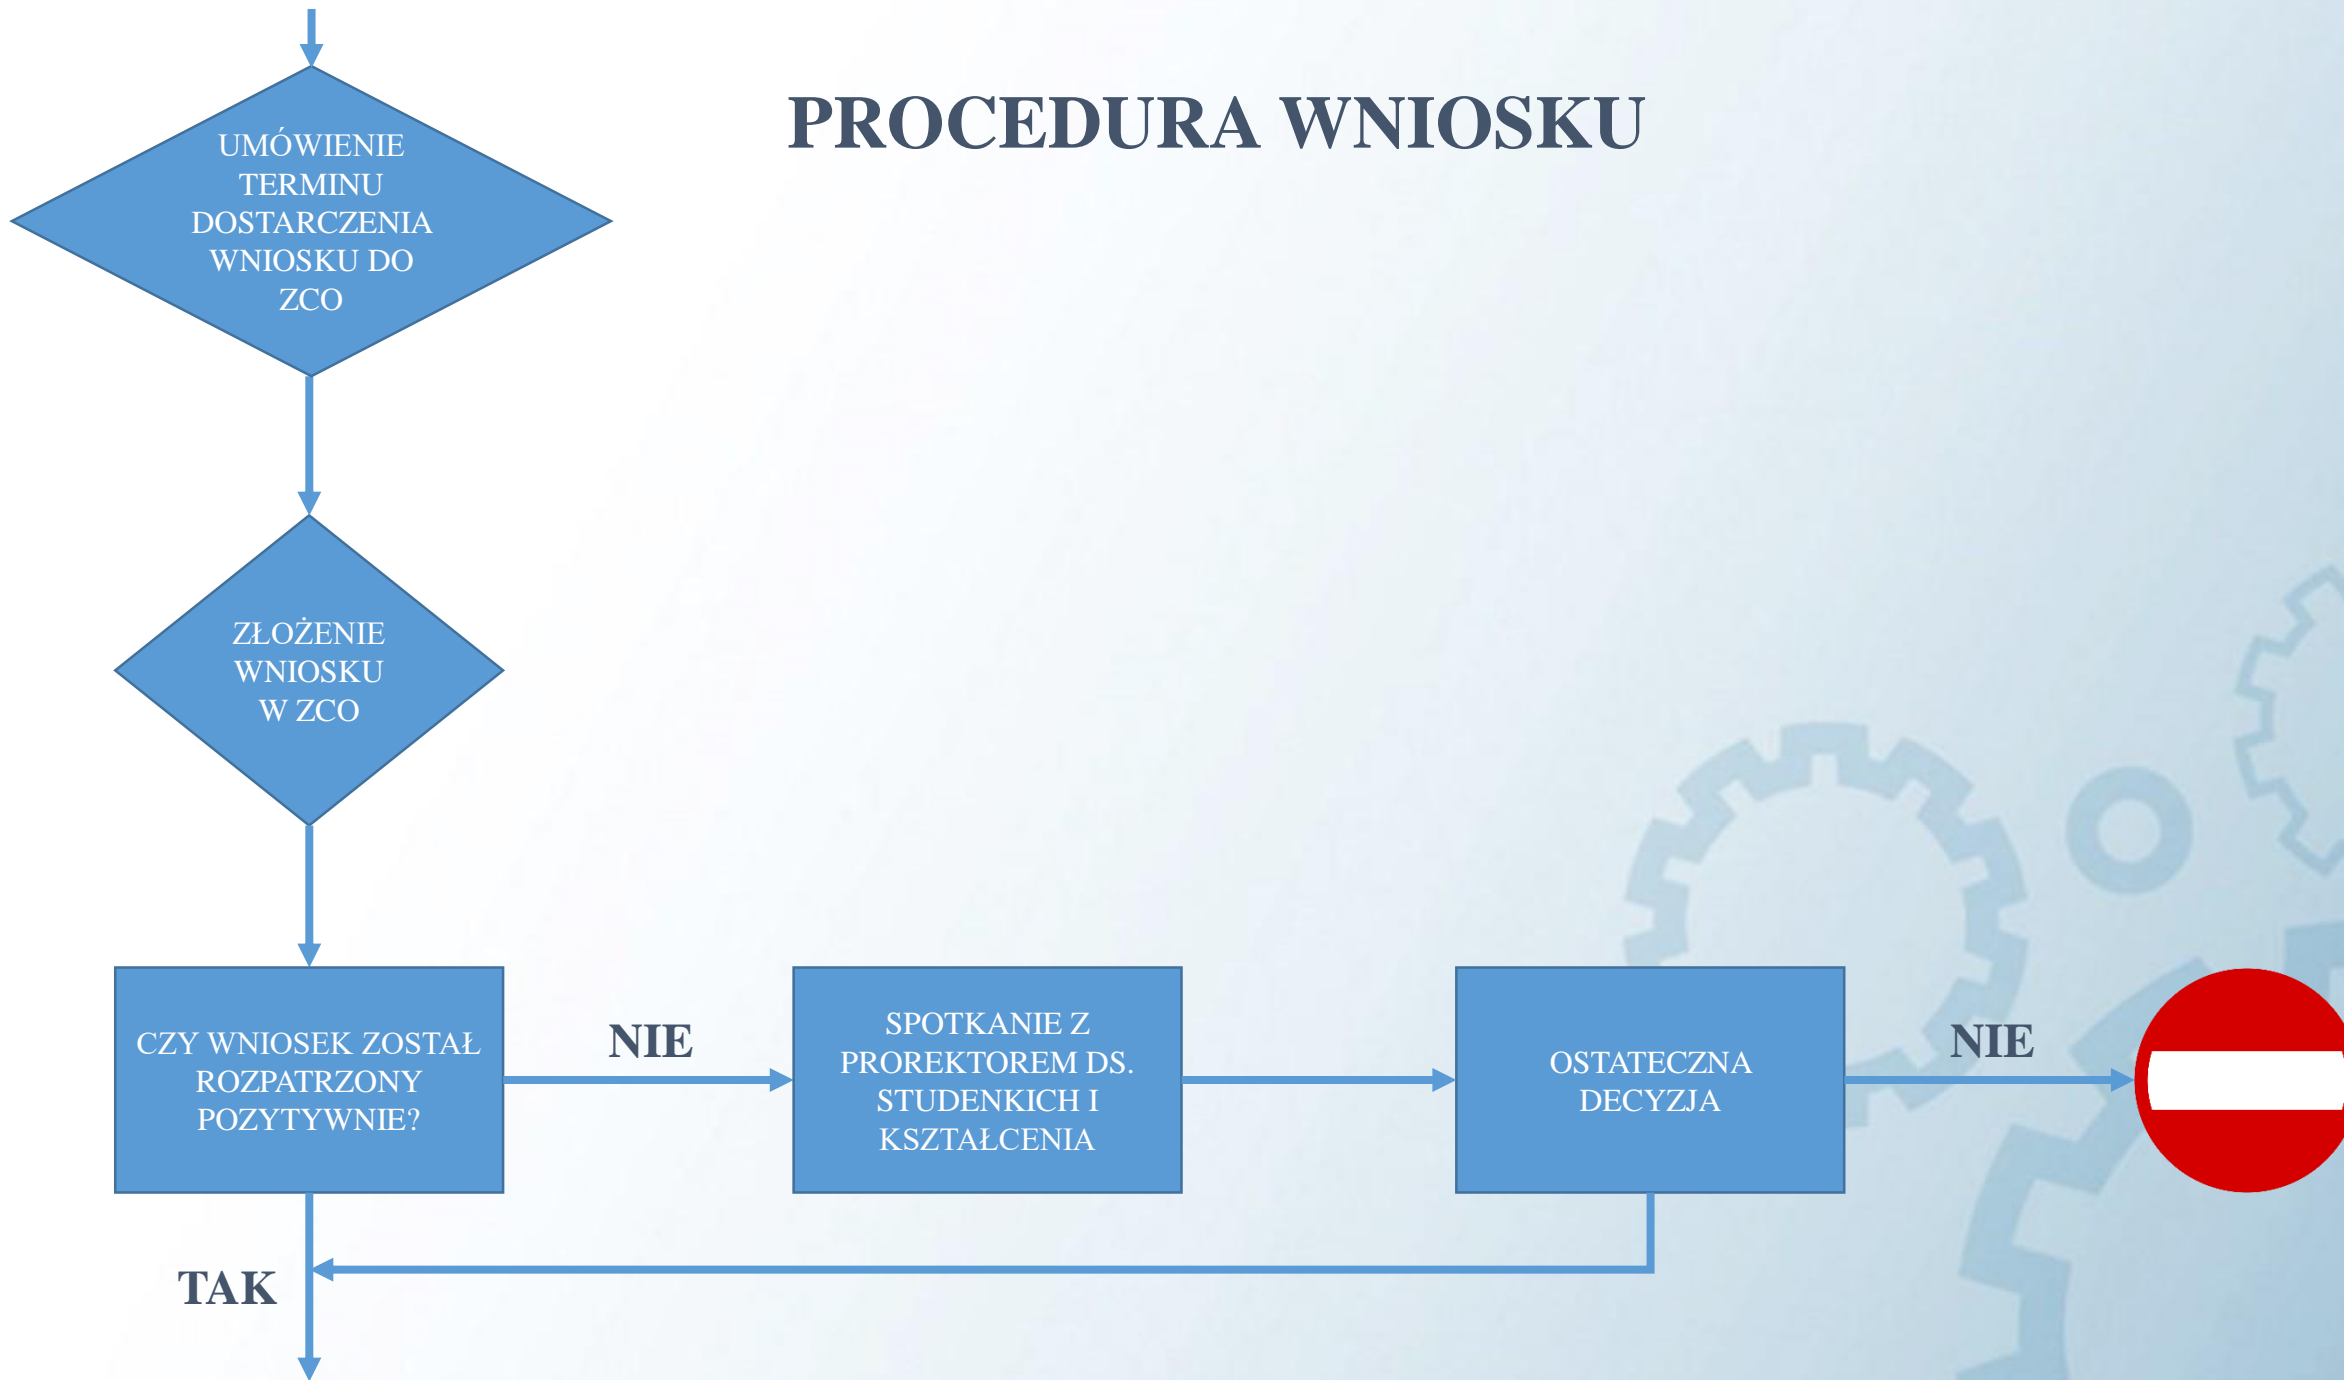 PROCEDURA WNIOSKU
UMÓWIENIE
TERMINU
DOSTARCZENIA
WNIOSKU DO
ZCO
ZŁOŻENIE
WNIOSKU
W ZCO
CZY WNIOSEK ZOSTAŁ
ROZPATRZONY
POZYTYWNIE?
NIE
SPOTKANIE Z
PROREKTOREM DS.
STUDENKICH I
KSZTAŁCENIA
OSTATECZNA
DECYZJA
NIE
TAK